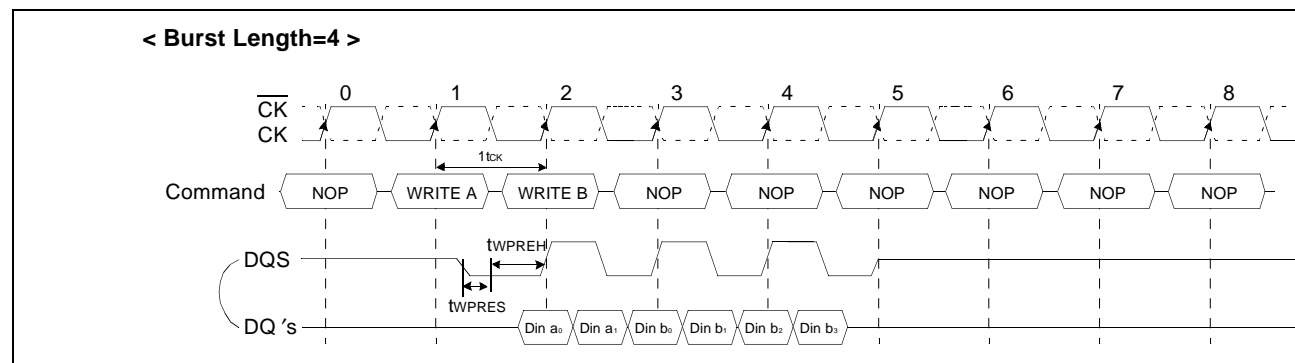 < Burst Length=4 >
0 1 2 3 4 5 6 7 8
CK
CK
1tCK
Command NOP WRITE A WRITE B NOP NOP NOP NOP NOP NOP
tWPREH
DQS
tWPRES
DQ 's Din a0 Din a1 Din b0 Din b1 Din b2 Din b3